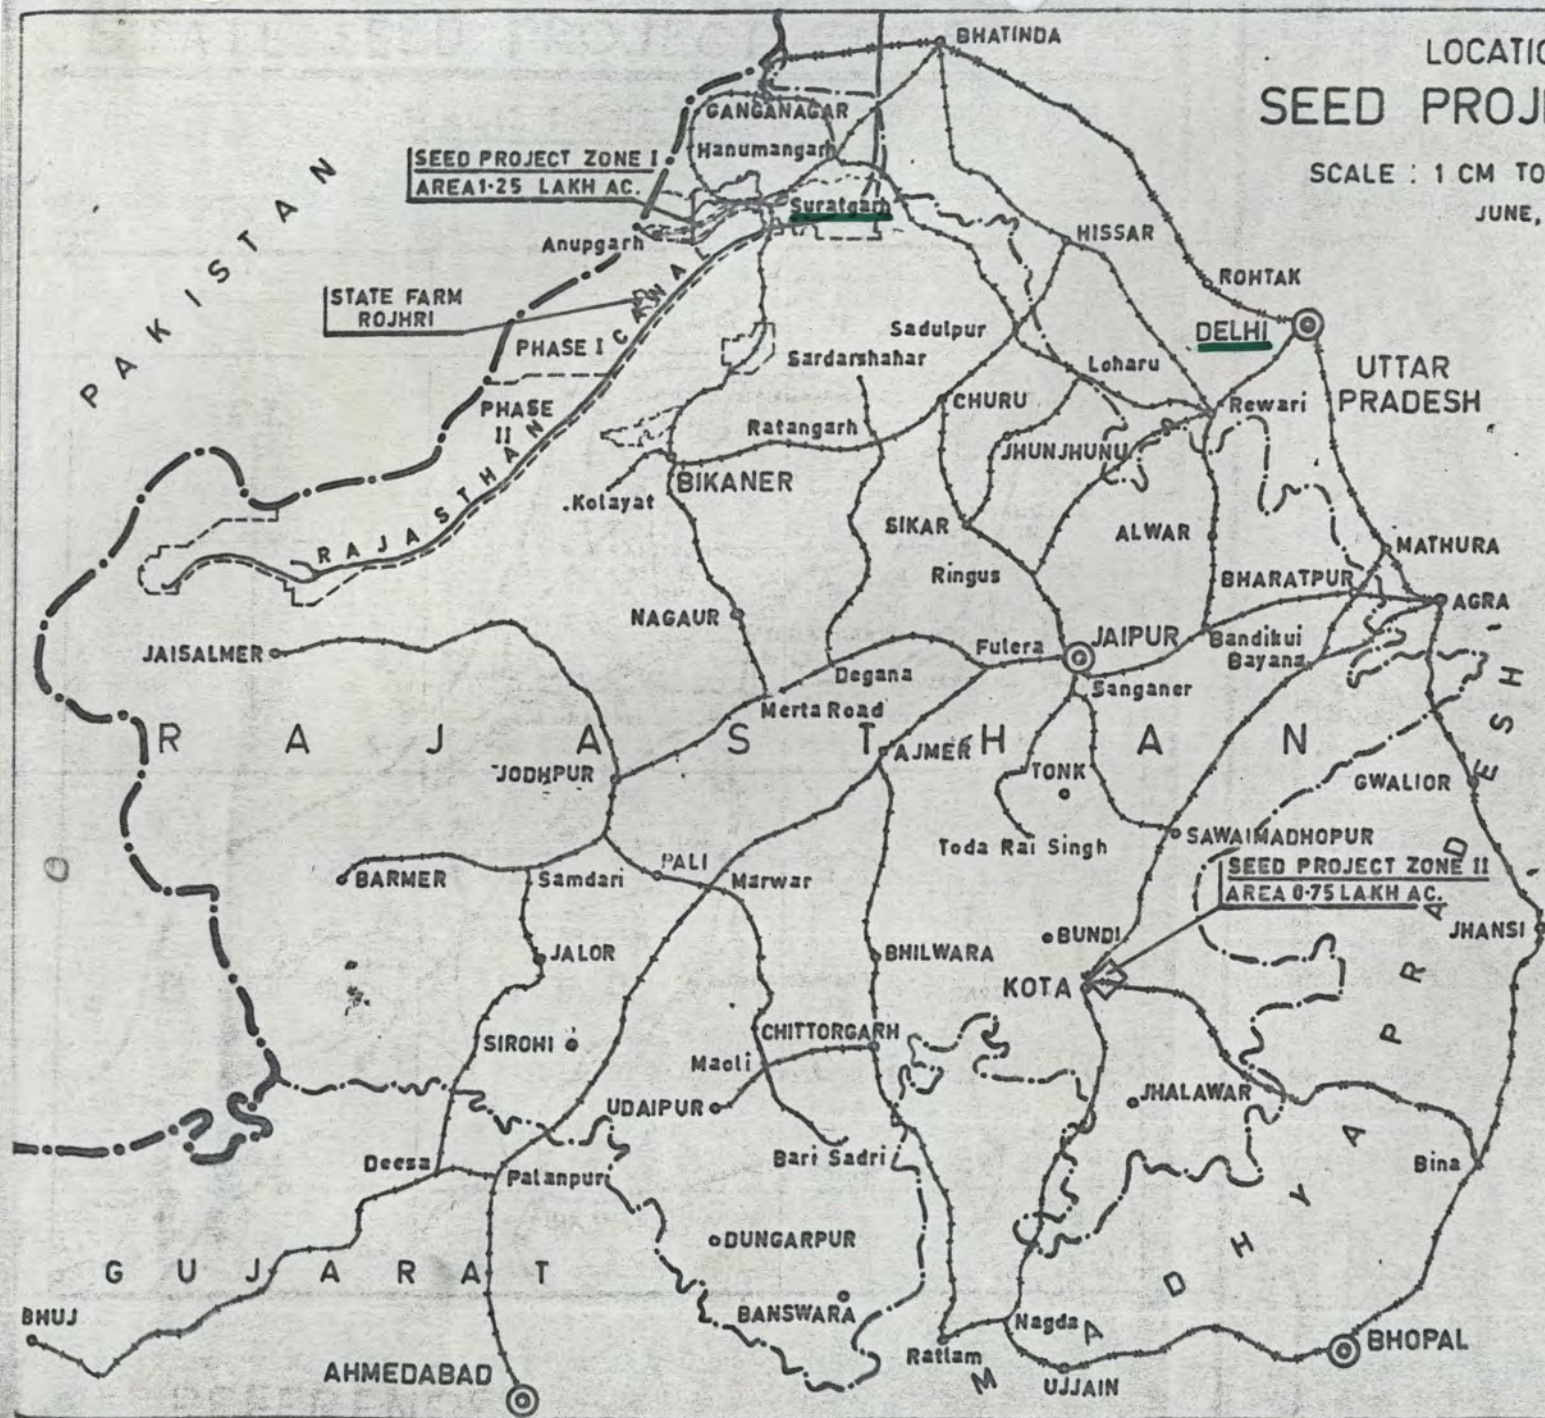 LOCATIO
SEED PROJE
SCALE : 1 CM TO
JUNE,
BHATINDA
GANGANAGAR
Hanumangarh
SEED PROJECT ZONE I
AREA 1·25 LAKH AC.
Suratgarh
Anupgarh
HISSAR
ROHTAK
PAKISTAN
STATE FARM
ROJHRI
PHASE I
PHASE
II
RAJASTHAN CANAL
Sadulpur
Sardarshahar
DELHI
Loharu
UTTAR
PRADESH
CHURU
Rewari
Ratangarh
JHUNJHUNU
BIKANER
Kolayat
SIKAR
ALWAR
MATHURA
Ringus
BHARATPUR
AGRA
NAGAUR
JAISALMER
Futera
JAIPUR
Bandikui
Bayana
Degana
Sanganer
Merta Road
RAJASTHAN
AJMER
JODHPUR
TONK
GWALIOR
Toda Rai Singh
SAWAIMADHOPUR
SEED PROJECT ZONE II
AREA 0·75 LAKH AC.
BARMER
Samdari
PALI
Marwar
BUNDI
JHANSI
JALOR
BHILWARA
KOTA
SIROHI
CHITTORGARH
Maoli
UDAIPUR
JHALAWAR
Bari Sadri
Deesa
Palanpur
Bina
DUNGARPUR
GUJARAT
BANSWARA
BHUJ
Nagda
Ratlam
UJJAIN
BHOPAL
AHMEDABAD
MADHYA PRADESH